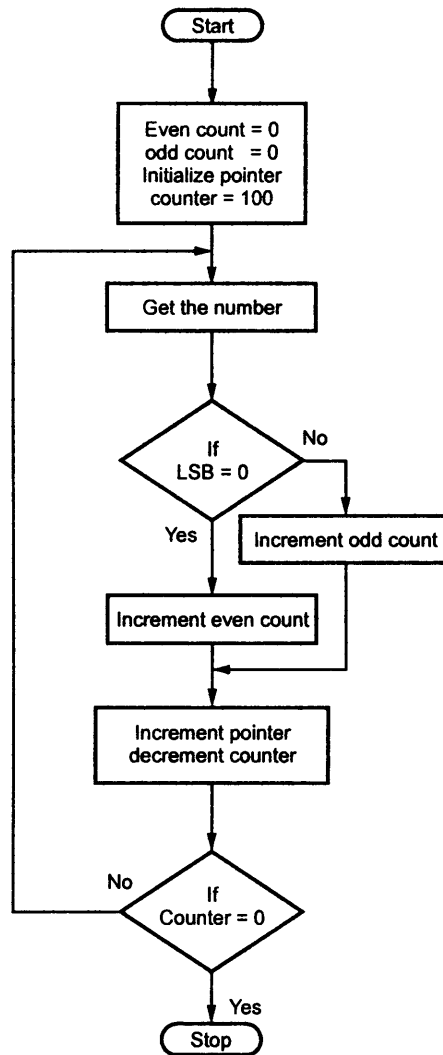 Start
Even count = 0
odd count = 0
Initialize pointer
counter = 100
Get the number
If
LSB = 0
No
Yes
Increment odd count
Increment even count
Increment pointer
decrement counter
No
If
Counter = 0
Yes
Stop